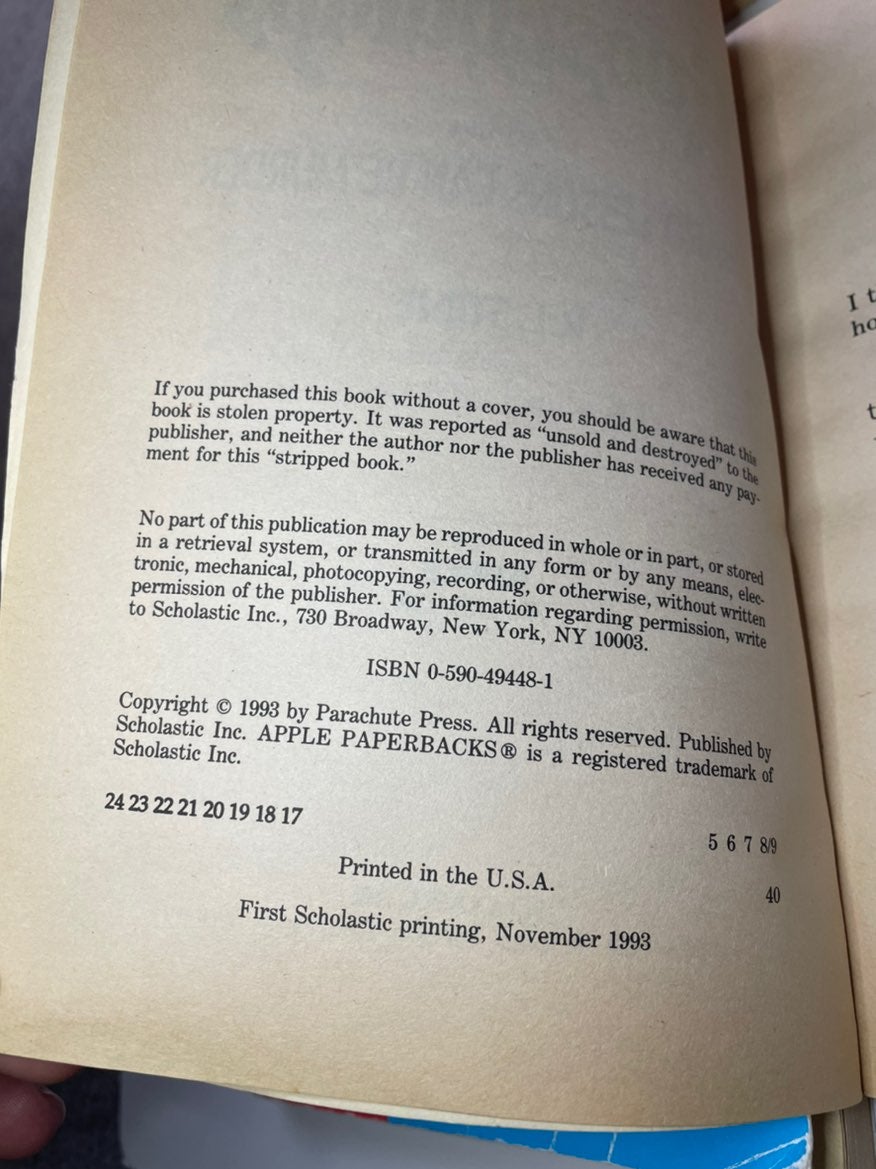 If you purchased this book without a cover, you should be aware that this
book is stolen property. It was reported as “unsold and destroyed” to the
publisher, and neither the author nor the publisher has received any pay-
ment for this “stripped book.”
No part of this publication may be reproduced in whole or in part, or stored
in a retrieval system, or transmitted in any form or by any means, elec-
tronic, mechanical, photocopying, recording, or otherwise, without written
permission of the publisher. For information regarding permission, write
to Scholastic Inc., 730 Broadway, New York, NY 10003.
ISBN 0-590-49448-1
Copyright © 1993 by Parachute Press. All rights reserved. Published by
Scholastic Inc. APPLE PAPERBACKS® is a registered trademark of
Scholastic Inc.
24 23 22 21 20 19 18 17
5 6 7 8/9
Printed in the U.S.A.
40
First Scholastic printing, November 1993
I t
ho
t